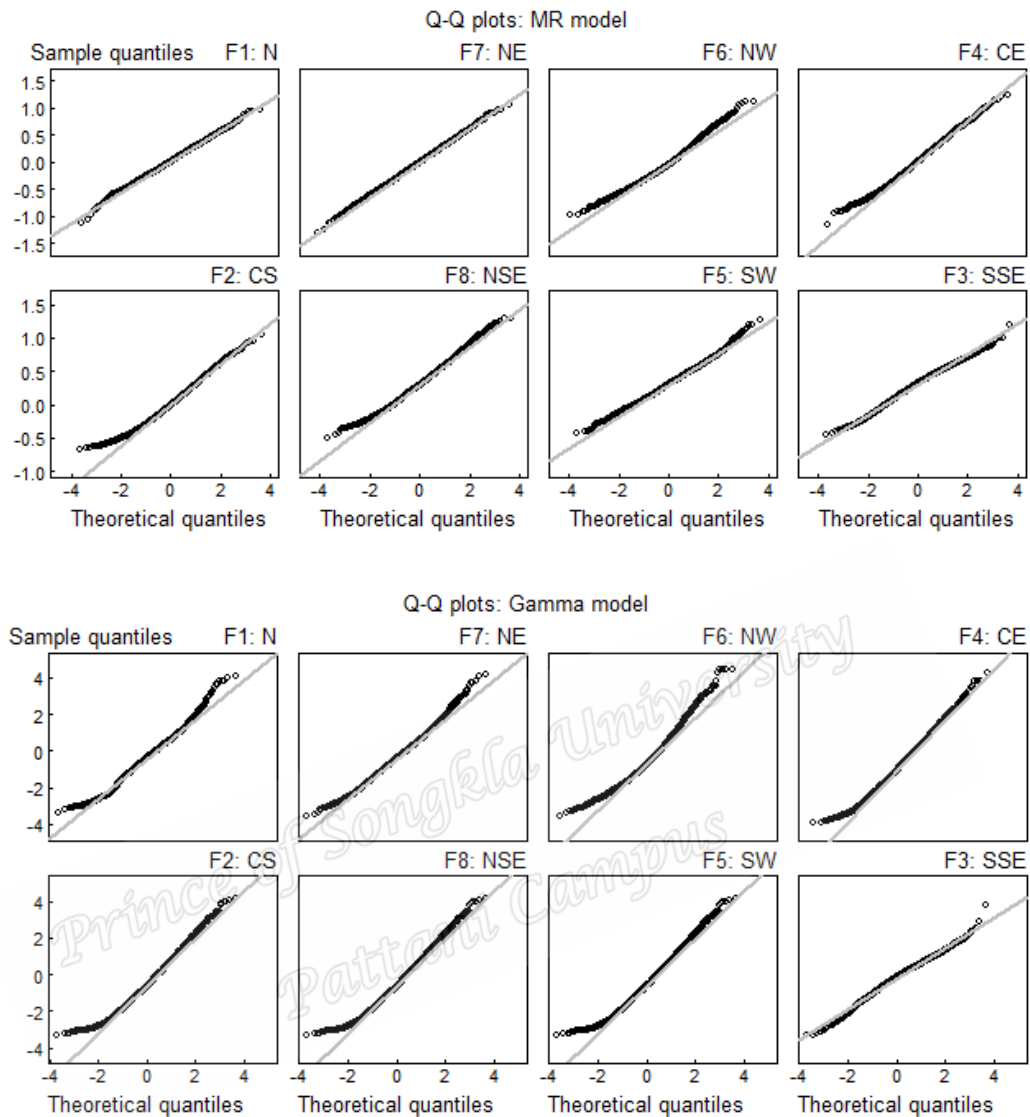 Q-Q plots: MR model
Sample quantiles F1: N F7: NE F6: NW F4: CE
1.5
1.0
0.5
0.0
-0.5
-1.0
-1.5
F2: CS F8: NSE F5: SW F3: SSE
1.5
1.0
0.5
0.0
-0.5
-1.0
-4 -2 0 2 4 -4 -2 0 2 4 -4 -2 0 2 4 -4 -2 0 2 4
Theoretical quantiles Theoretical quantiles Theoretical quantiles Theoretical quantiles
Q-Q plots: Gamma model
Sample quantiles F1: N F7: NE F6: NW F4: CE
4
2
0
-2
-4
F2: CS F8: NSE F5: SW F3: SSE
4
2
0
-2
-4
-4 -2 0 2 4 -4 -2 0 2 4 -4 -2 0 2 4 -4 -2 0 2 4
Theoretical quantiles Theoretical quantiles Theoretical quantiles Theoretical quantiles
Prince of Songkla University
Pattani Campus